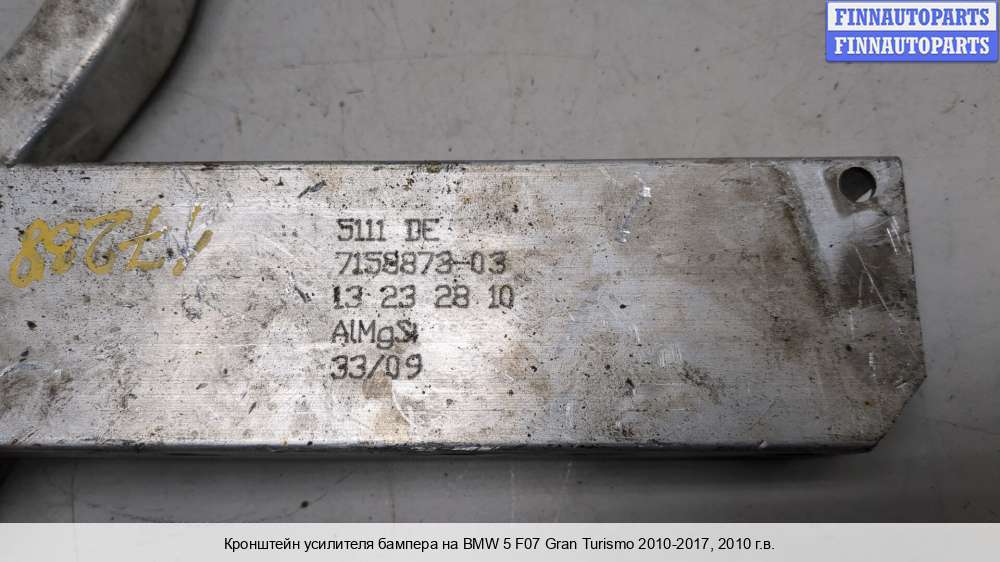 FINNAUTOPARTS
FINNAUTOPARTS
17238
5111 DE
7158873-03
13 23 28 10
AlMgSi
33/09
Кронштейн усилителя бампера на BMW 5 F07 Gran Turismo 2010-2017, 2010 г.в.